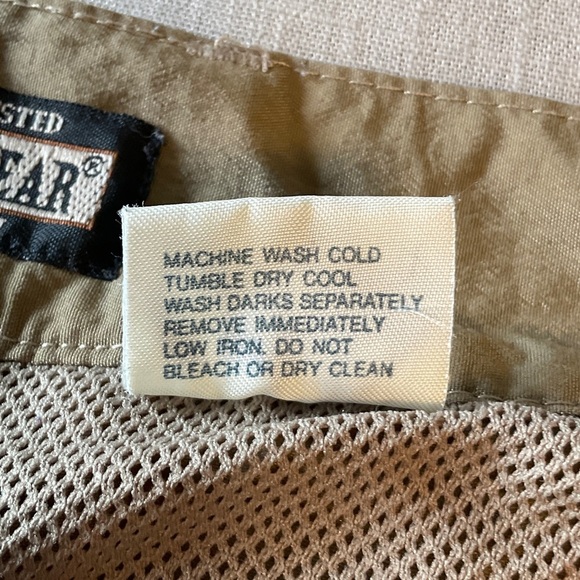 STED
EAR®
MACHINE WASH COLD
TUMBLE DRY COOL
WASH DARKS SEPARATELY
REMOVE IMMEDIATELY
LOW IRON. DO NOT
BLEACH OR DRY CLEAN